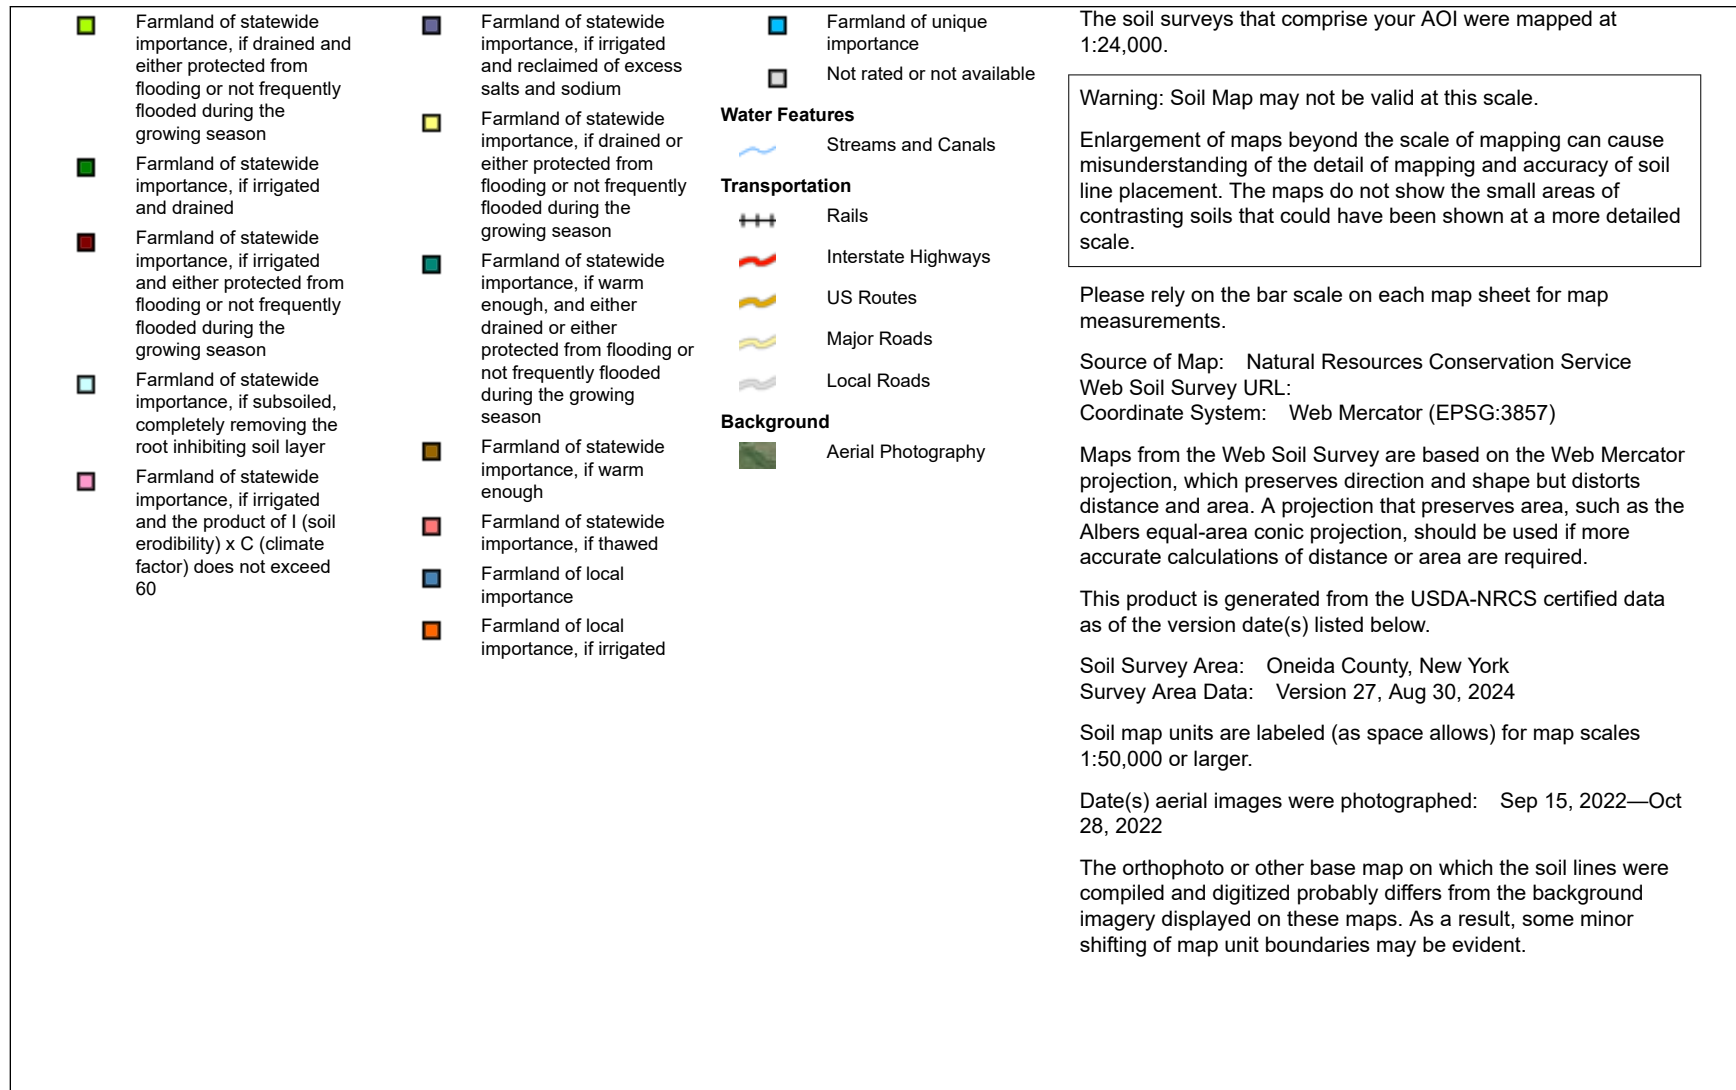 Farmland of statewide
importance, if drained and
either protected from
flooding or not frequently
flooded during the
growing season
Farmland of statewide
importance, if irrigated
and drained
Farmland of statewide
importance, if irrigated
and either protected from
flooding or not frequently
flooded during the
growing season
Farmland of statewide
importance, if subsoiled,
completely removing the
root inhibiting soil layer
Farmland of statewide
importance, if irrigated
and the product of I (soil
erodibility) x C (climate
factor) does not exceed
60
Farmland of statewide
importance, if irrigated
and reclaimed of excess
salts and sodium
Farmland of statewide
importance, if drained or
either protected from
flooding or not frequently
flooded during the
growing season
Farmland of statewide
importance, if warm
enough, and either
drained or either
protected from flooding or
not frequently flooded
during the growing
season
Farmland of statewide
importance, if warm
enough
Farmland of statewide
importance, if thawed
Farmland of local
importance
Farmland of local
importance, if irrigated
Farmland of unique
importance
Not rated or not available
Water Features
Streams and Canals
Transportation
Rails
Interstate Highways
US Routes
Major Roads
Local Roads
Background
Aerial Photography
The soil surveys that comprise your AOI were mapped at
1:24,000.
Warning: Soil Map may not be valid at this scale.
Enlargement of maps beyond the scale of mapping can cause
misunderstanding of the detail of mapping and accuracy of soil
line placement. The maps do not show the small areas of
contrasting soils that could have been shown at a more detailed
scale.
Please rely on the bar scale on each map sheet for map
measurements.
Source of Map: Natural Resources Conservation Service
Web Soil Survey URL:
Coordinate System: Web Mercator (EPSG:3857)
Maps from the Web Soil Survey are based on the Web Mercator
projection, which preserves direction and shape but distorts
distance and area. A projection that preserves area, such as the
Albers equal-area conic projection, should be used if more
accurate calculations of distance or area are required.
This product is generated from the USDA-NRCS certified data
as of the version date(s) listed below.
Soil Survey Area: Oneida County, New York
Survey Area Data: Version 27, Aug 30, 2024
Soil map units are labeled (as space allows) for map scales
1:50,000 or larger.
Date(s) aerial images were photographed: Sep 15, 2022—Oct
28, 2022
The orthophoto or other base map on which the soil lines were
compiled and digitized probably differs from the background
imagery displayed on these maps. As a result, some minor
shifting of map unit boundaries may be evident.